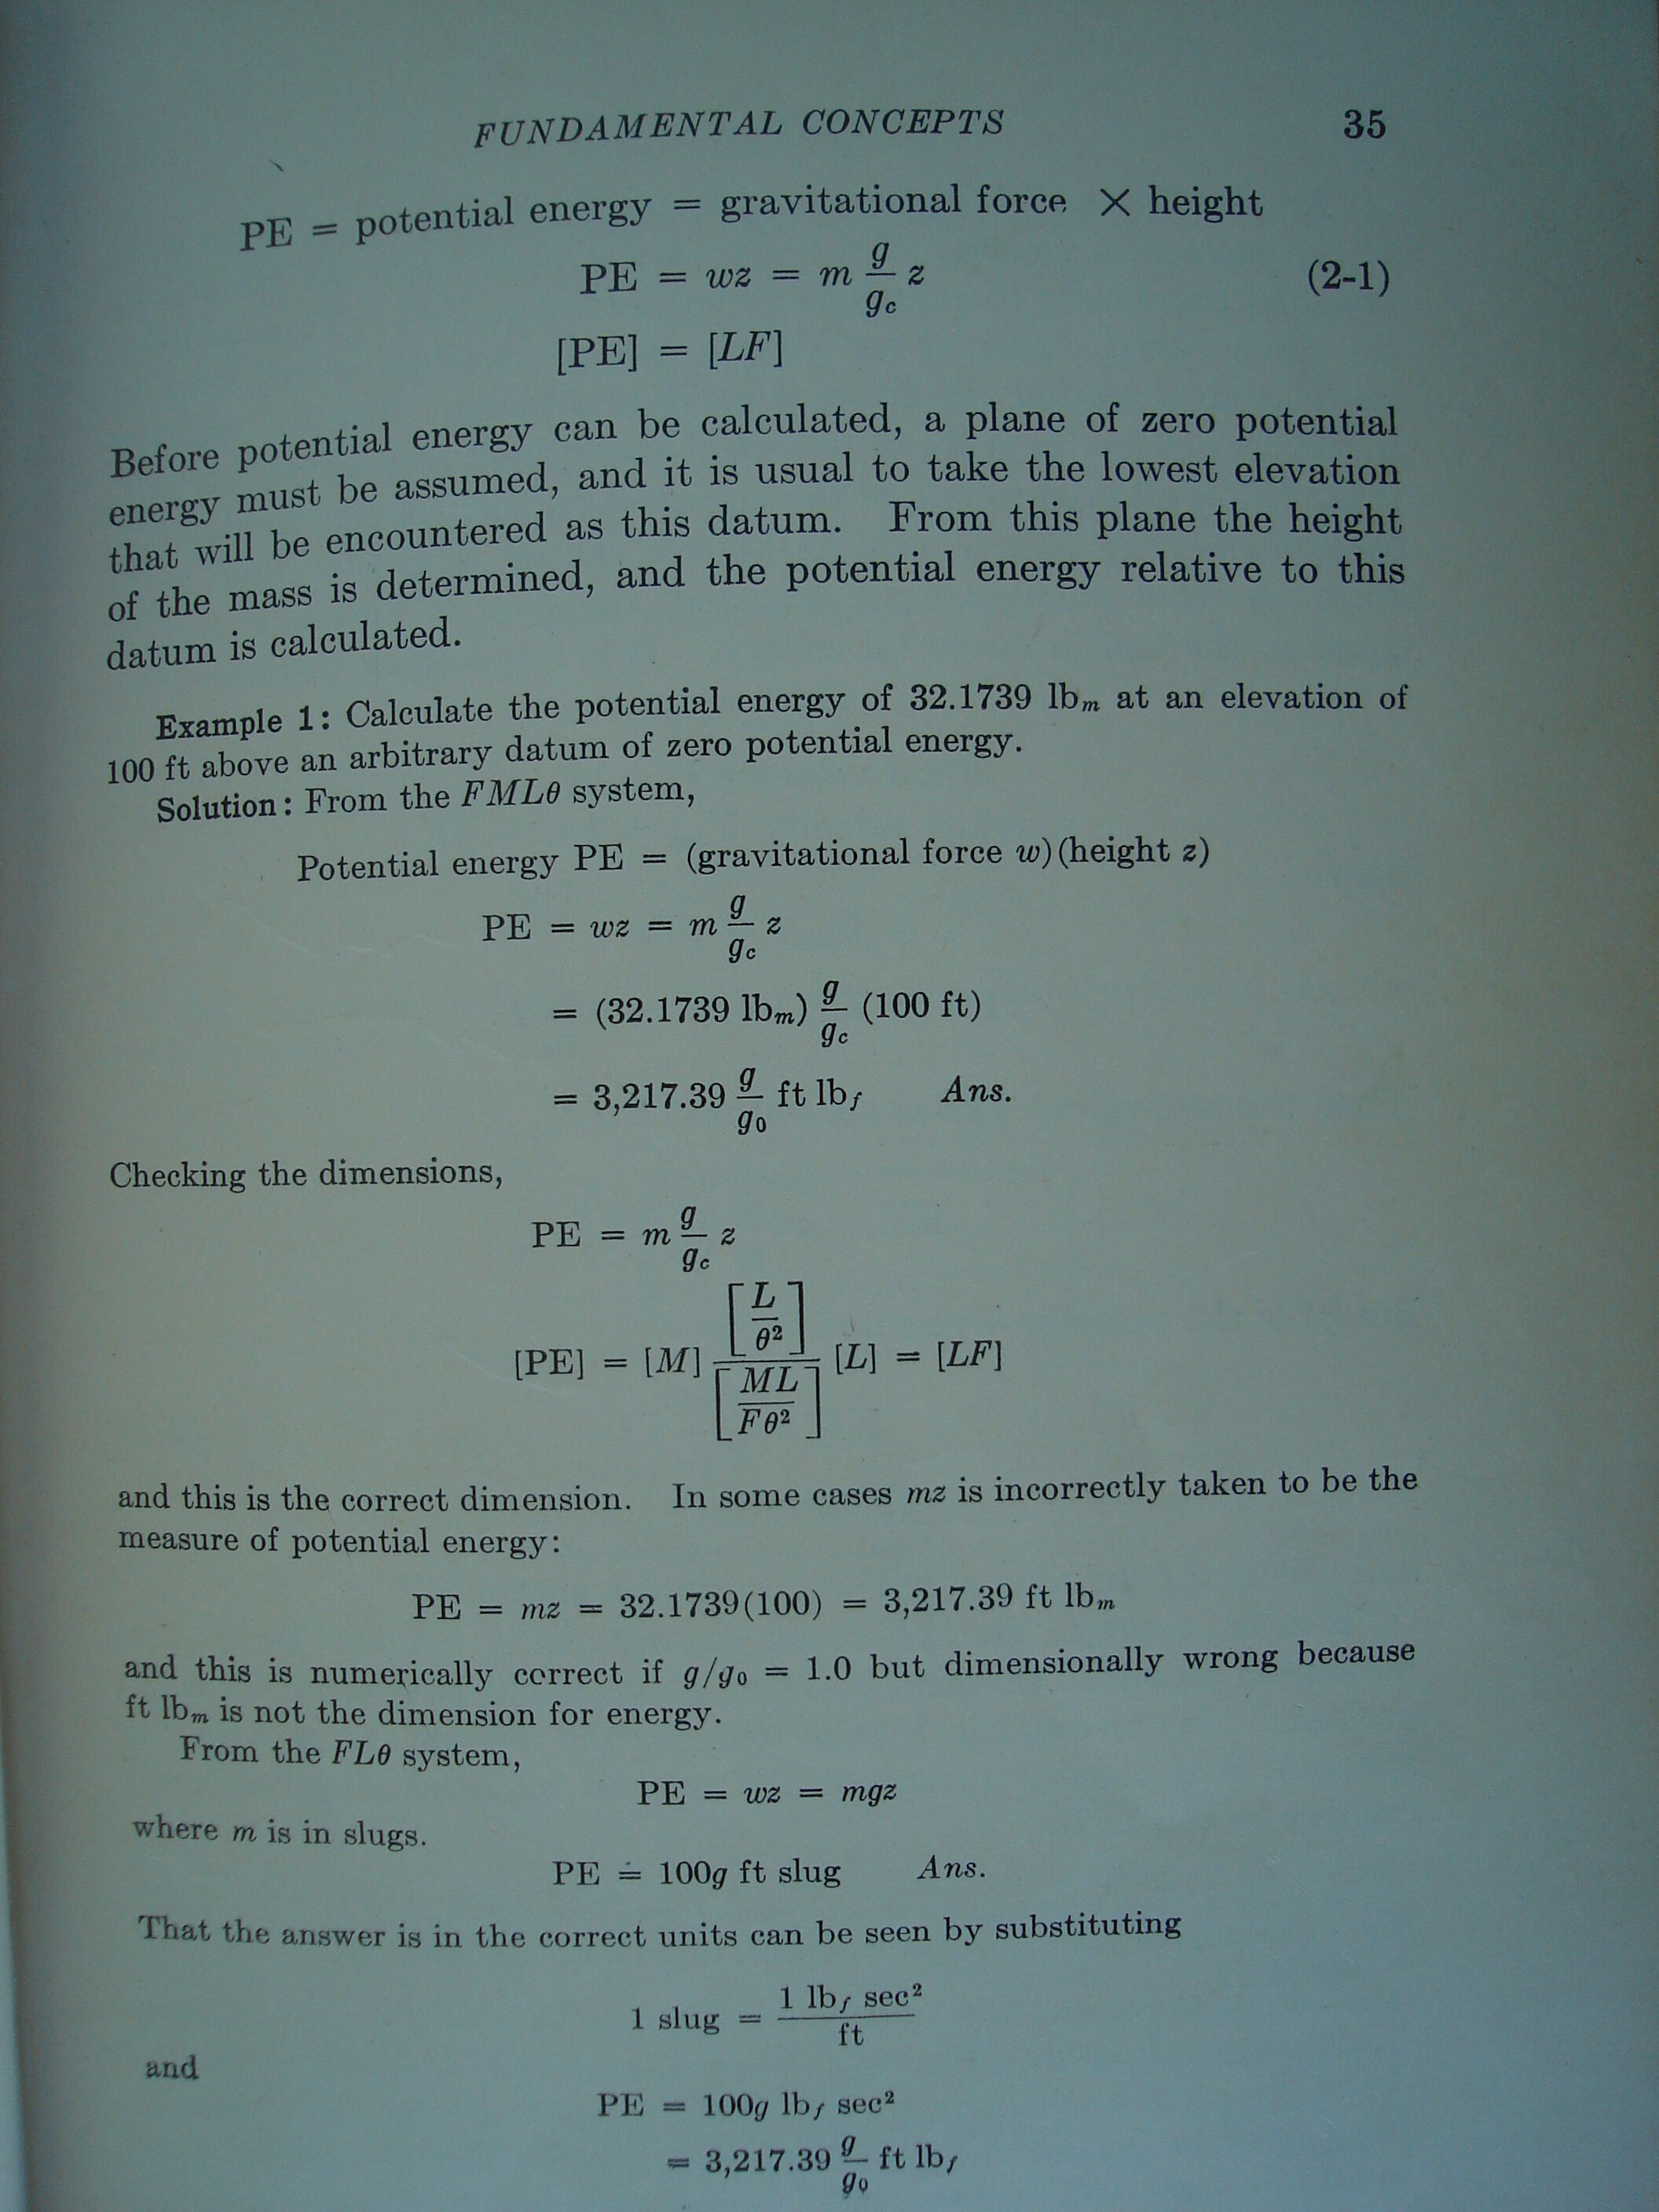 FUNDAMENTAL CONCEPTS 35
PE = potential energy = gravitational force × height
PE = wz = m g/g_c z (2-1)
[PE] = [LF]
Before potential energy can be calculated, a plane of zero potential
energy must be assumed, and it is usual to take the lowest elevation
that will be encountered as this datum. From this plane the height
of the mass is determined, and the potential energy relative to this
datum is calculated.
Example 1: Calculate the potential energy of 32.1739 lb_m at an elevation of
100 ft above an arbitrary datum of zero potential energy.
Solution: From the FMLθ system,
Potential energy PE = (gravitational force w)(height z)
PE = wz = m g/g_c z
= (32.1739 lb_m) g/g_c (100 ft)
= 3,217.39 g/g_0 ft lb_f Ans.
Checking the dimensions,
PE = m g/g_c z
[PE] = [M] [L/θ²]/[ML/Fθ²] [L] = [LF]
and this is the correct dimension. In some cases mz is incorrectly taken to be the
measure of potential energy:
PE = mz = 32.1739(100) = 3,217.39 ft lb_m
and this is numerically correct if g/g_0 = 1.0 but dimensionally wrong because
ft lb_m is not the dimension for energy.
From the FLθ system,
PE = wz = mgz
where m is in slugs.
PE = 100g ft slug Ans.
That the answer is in the correct units can be seen by substituting
1 slug = 1 lb_f sec²/ft
and
PE = 100g lb_f sec²
= 3,217.39 g/g_0 ft lb_f